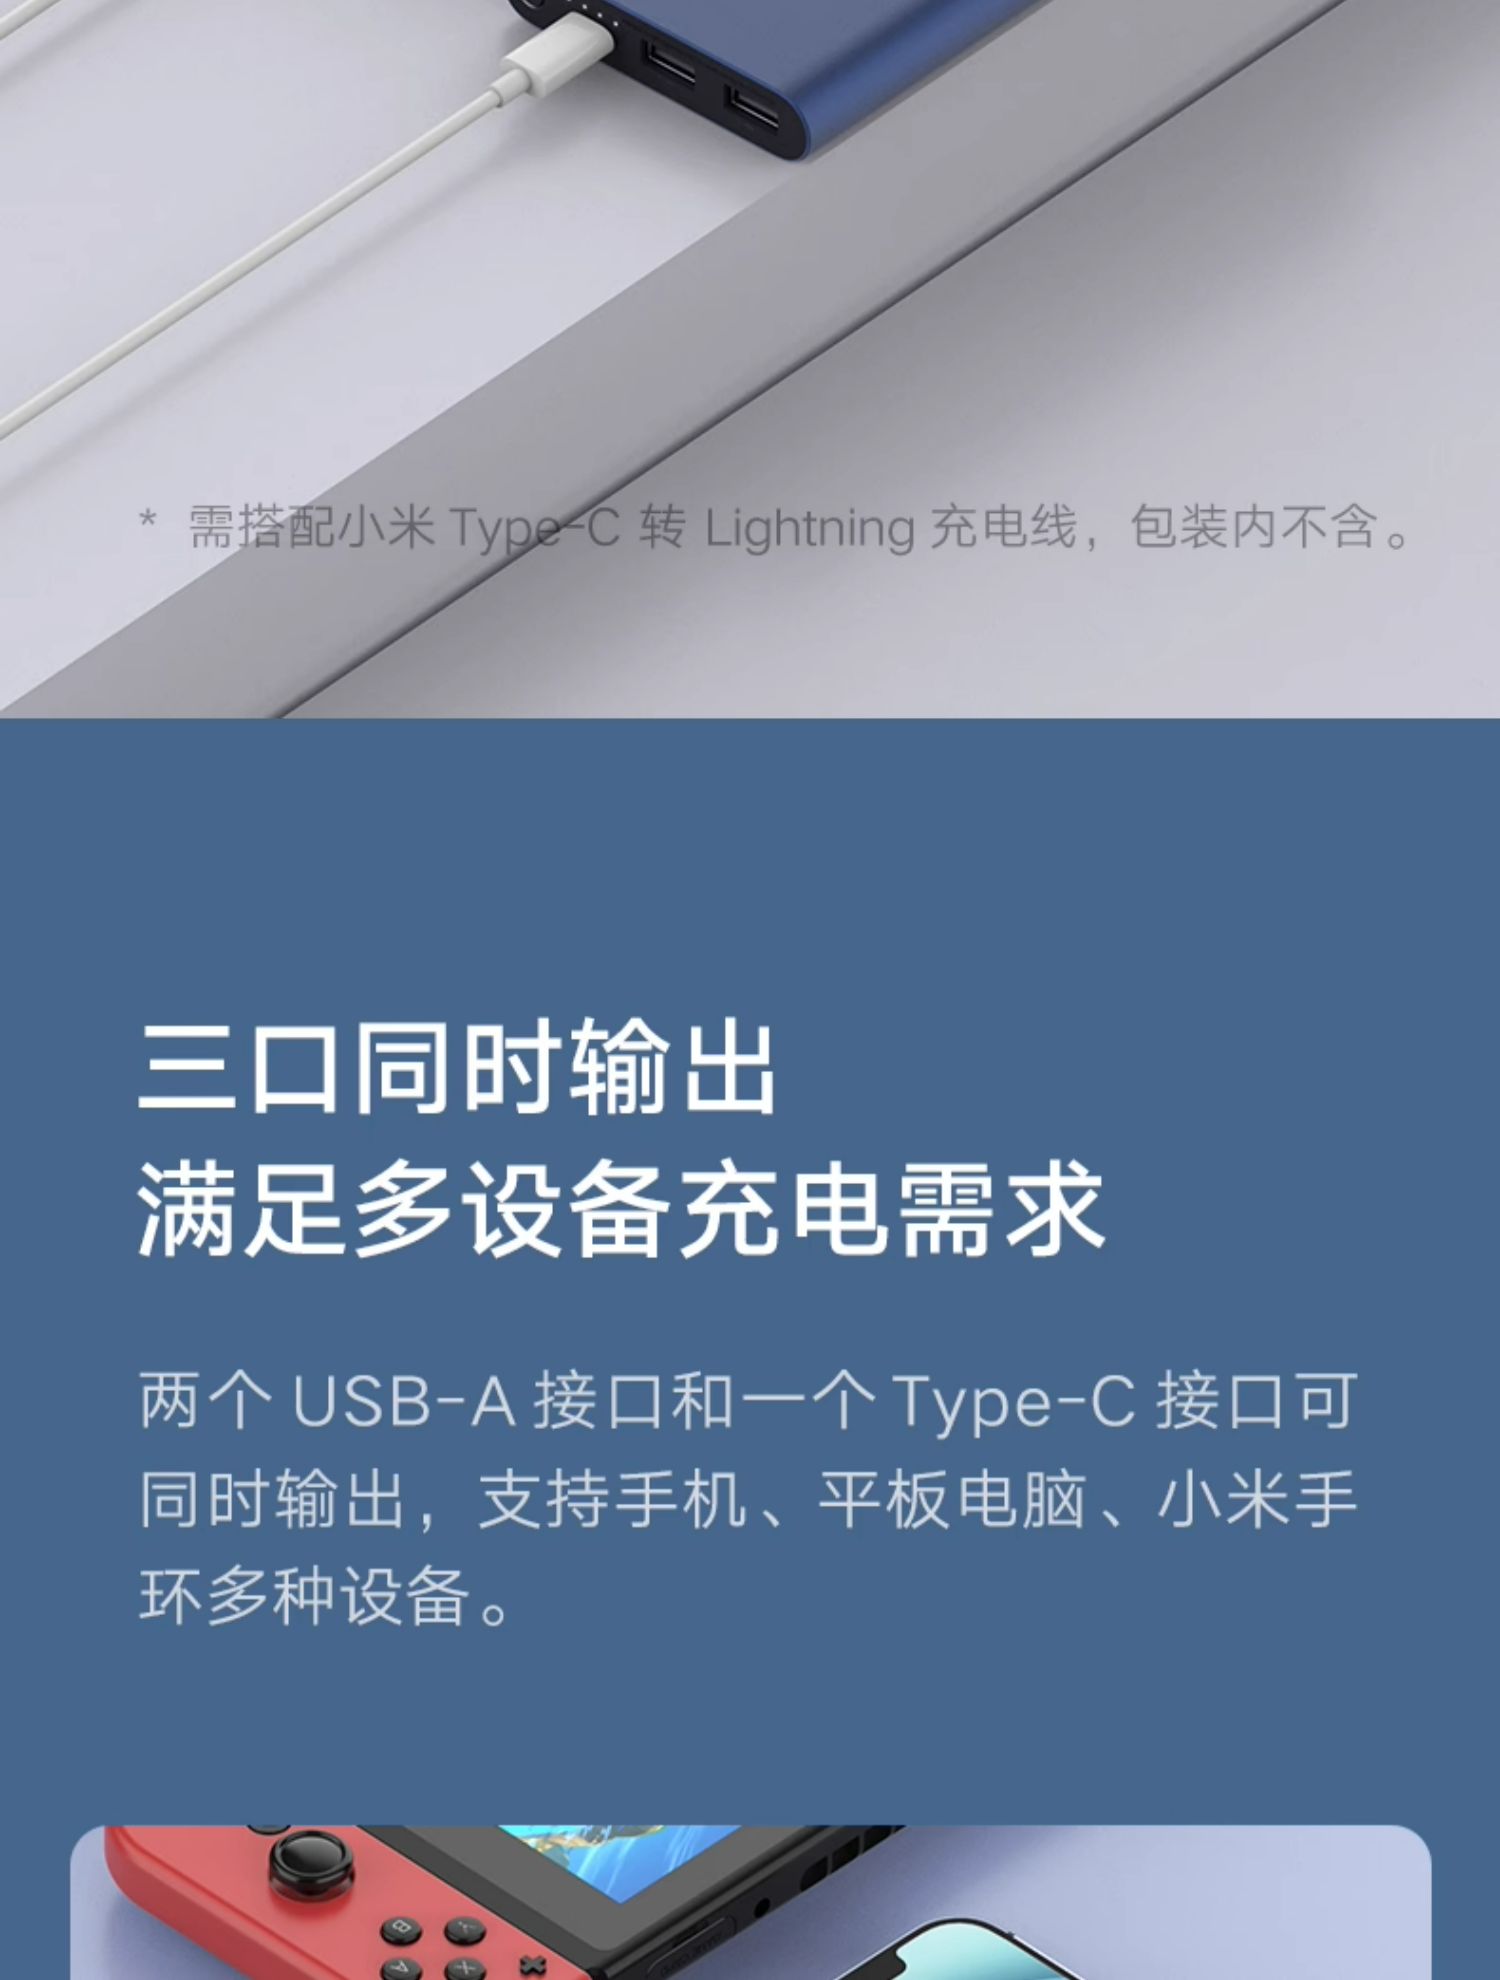 * 需搭配小米 Type-C 转 Lightning 充电线，包装内不含。
三口同时输出
满足多设备充电需求
两个 USB-A 接口和一个 Type-C 接口可
同时输出，支持手机、平板电脑、小米手
环多种设备。